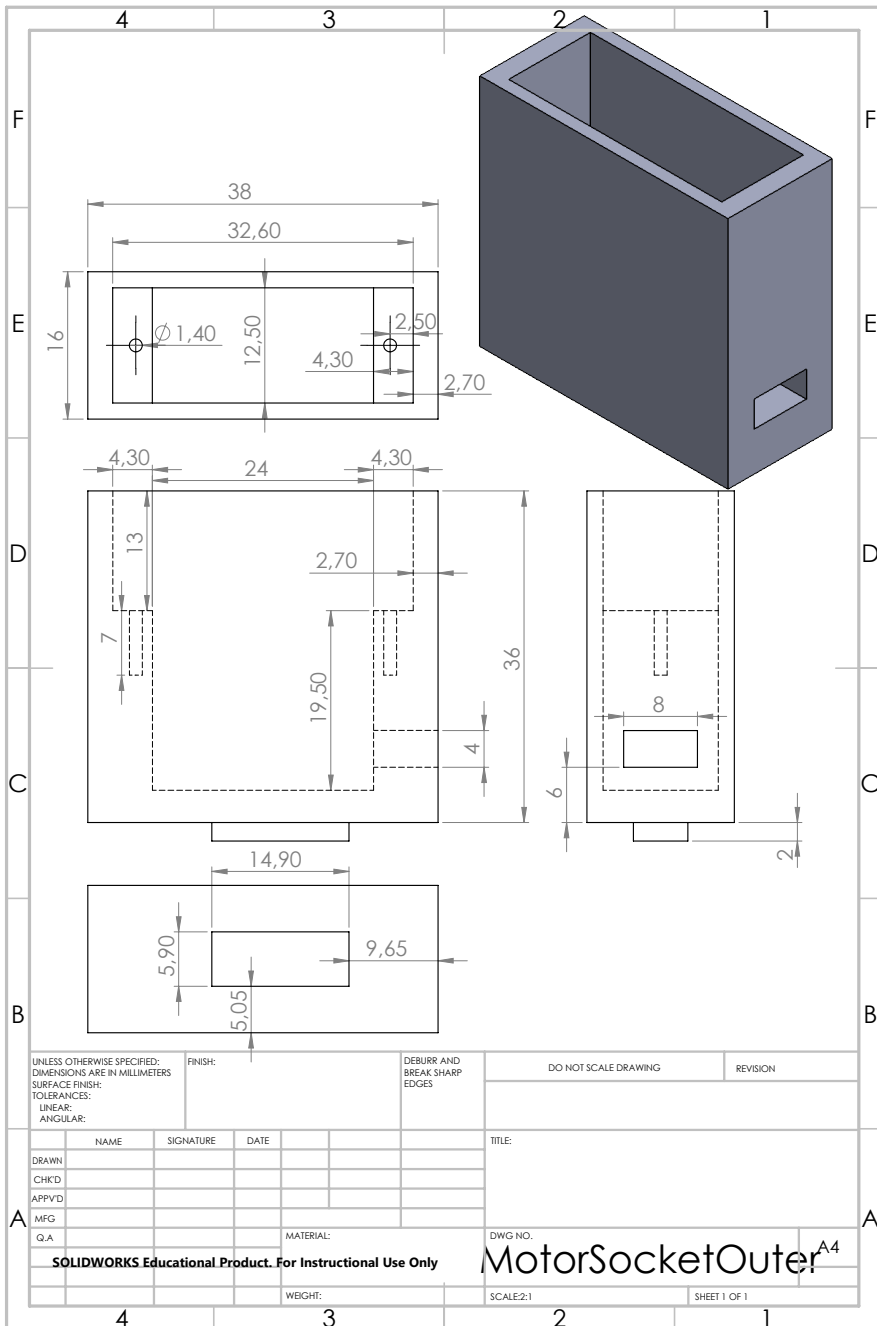 4 3 2 1
F F
E E
D D
C C
B B
A A
38
32,60
16
∅ 1,40
12,50
2,50
4,30
2,70
4,30 24 4,30
13
2,70
7
19,50
36
4
8
6
2
14,90
5,90
9,65
5,05
UNLESS OTHERWISE SPECIFIED:
DIMENSIONS ARE IN MILLIMETERS
SURFACE FINISH:
TOLERANCES:
LINEAR:
ANGULAR:
FINISH:
DEBURR AND
BREAK SHARP
EDGES
DO NOT SCALE DRAWING
REVISION
NAME SIGNATURE DATE
TITLE:
DRAWN
CHK'D
APPV'D
MFG
Q.A
MATERIAL:
DWG NO.
SOLIDWORKS Educational Product. For Instructional Use Only
MotorSocketOuter
A4
WEIGHT:
SCALE:2:1
SHEET 1 OF 1
4 3 2 1